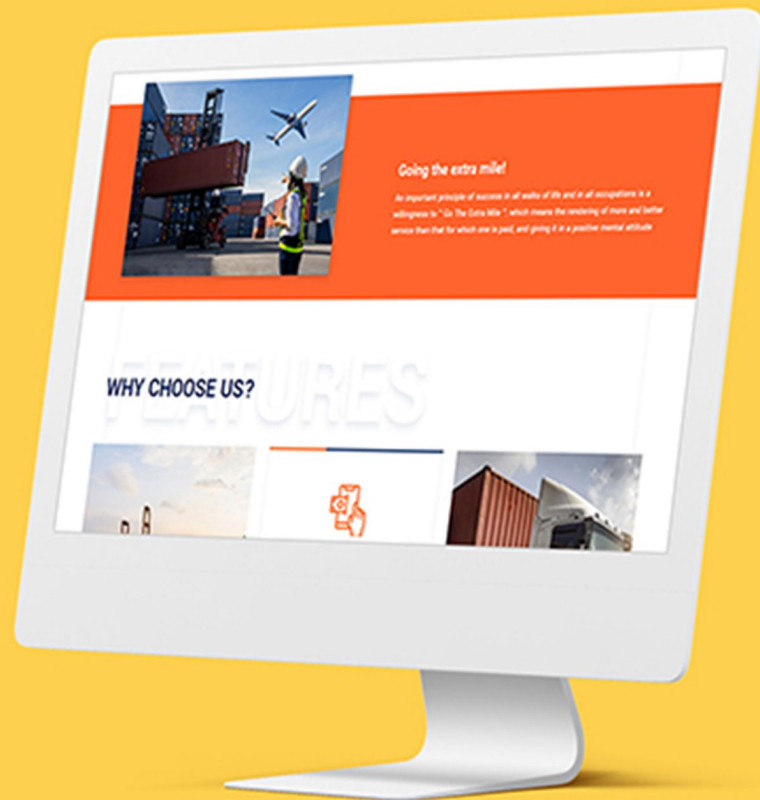 Going the extra mile!
An important principle of success in all walks of life and in all occupations is a
willingness to " Go The Extra Mile ", which means the rendering of more and better
service than that for which one is paid, and giving it in a positive mental attitude
FEATURES
WHY CHOOSE US?